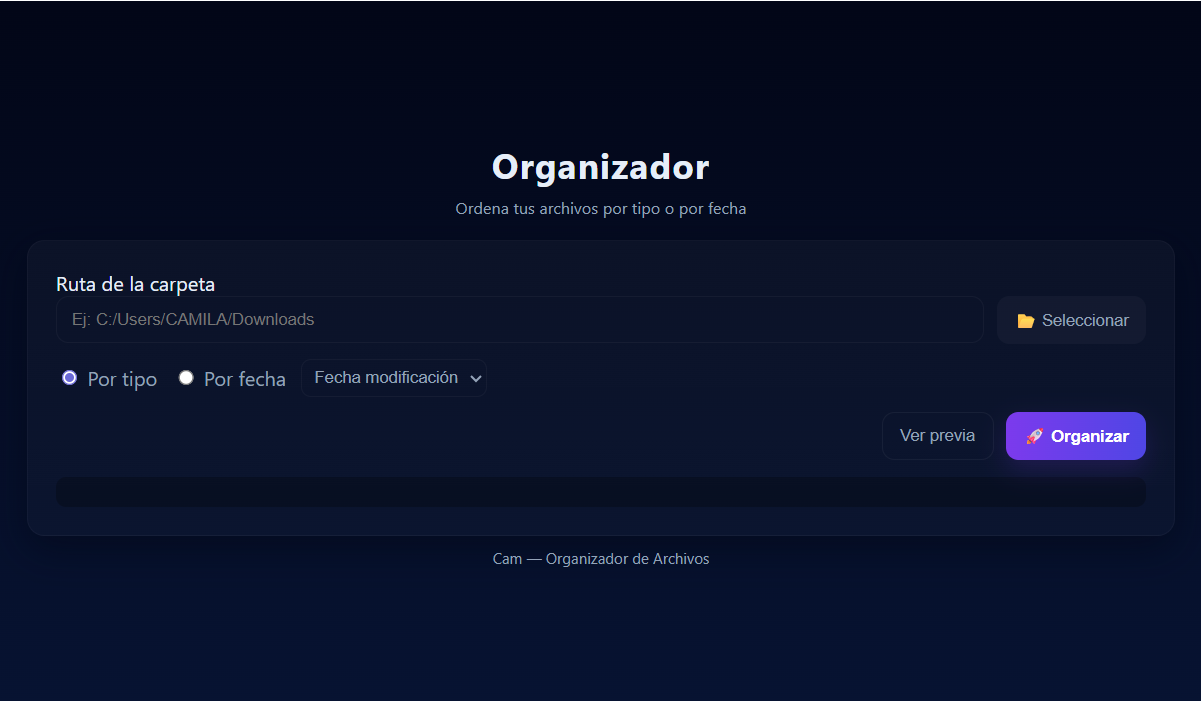 Organizador
Ordena tus archivos por tipo o por fecha
Ruta de la carpeta
Ej: C:/Users/CAMILA/Downloads
Seleccionar
Por tipo
Por fecha
Fecha modificación
Ver previa
Organizar
Cam — Organizador de Archivos